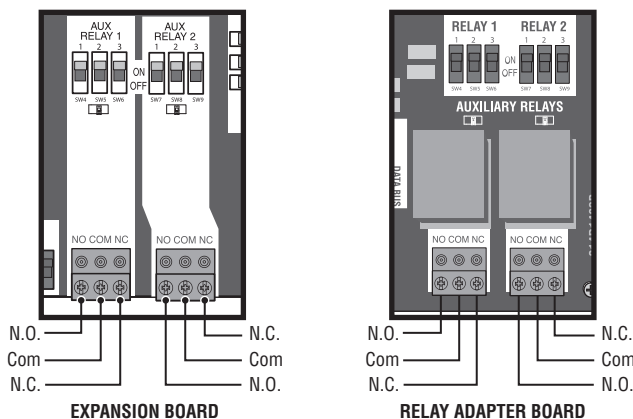 AUX
RELAY 1
AUX
RELAY 2
1 2 3
1 2 3
ON
OFF
SW4 SW5 SW6
SW7 SW8 SW9
NO COM NC
NO COM NC
N.O.
Com
N.C.
N.C.
Com
N.O.
EXPANSION BOARD
RELAY 1
RELAY 2
1 2 3
1 2 3
ON
OFF
SW4 SW5 SW6
SW7 SW8 SW9
AUXILIARY RELAYS
DATA BUS
NO COM NC
NO COM NC
N.O.
Com
N.C.
N.C.
Com
N.O.
RELAY ADAPTER BOARD